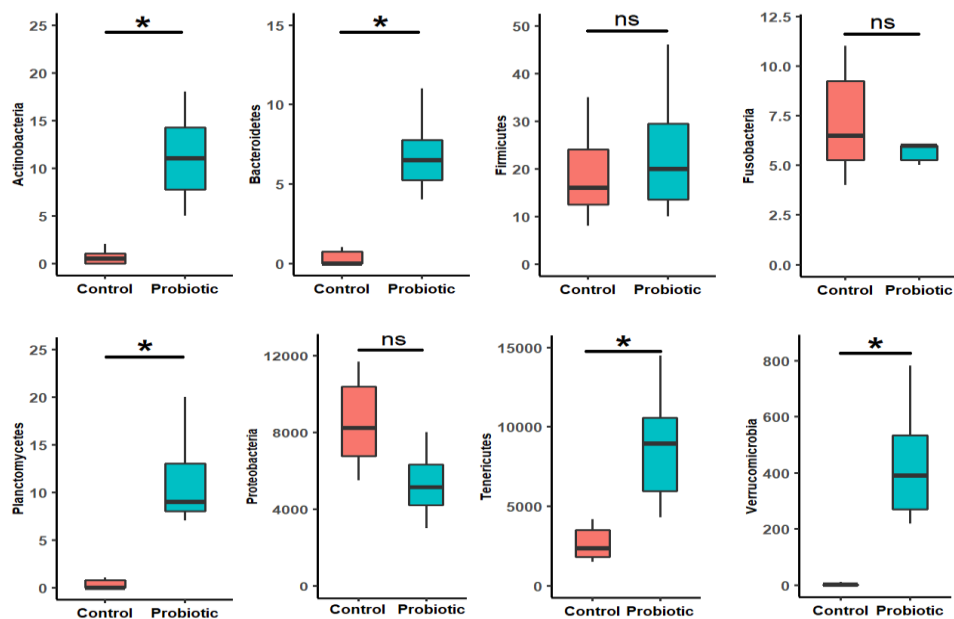 Actinobacteria
25
20
15
10
5
0
*
Control Probiotic
Bacteroidetes
15
10
5
0
*
Control Probiotic
Firmicutes
50
40
30
20
10
0
ns
Control Probiotic
Fusobacteria
12.5
10.0
7.5
5.0
2.5
0.0
ns
Control Probiotic
Planctomycetes
25
20
15
10
5
0
*
Control Probiotic
Proteobacteria
12000
8000
4000
0
ns
Control Probiotic
Tenericutes
15000
10000
5000
0
*
Control Probiotic
Verrucomicrobia
800
600
400
200
0
*
Control Probiotic